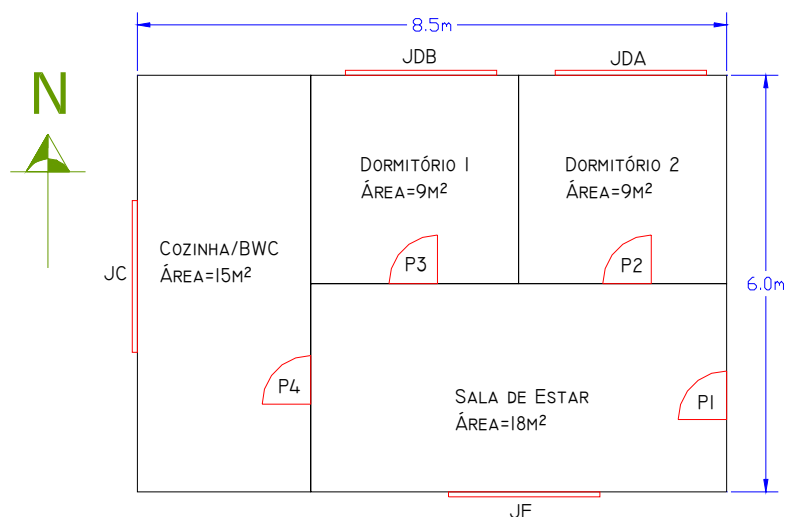 8.5m
JDB
JDA
N
Dormitório 1
Área=9m²
Dormitório 2
Área=9m²
Cozinha/BWC
Área=15m²
JC
P3
P2
6.0m
P4
Sala de Estar
Área=18m²
P1
JE